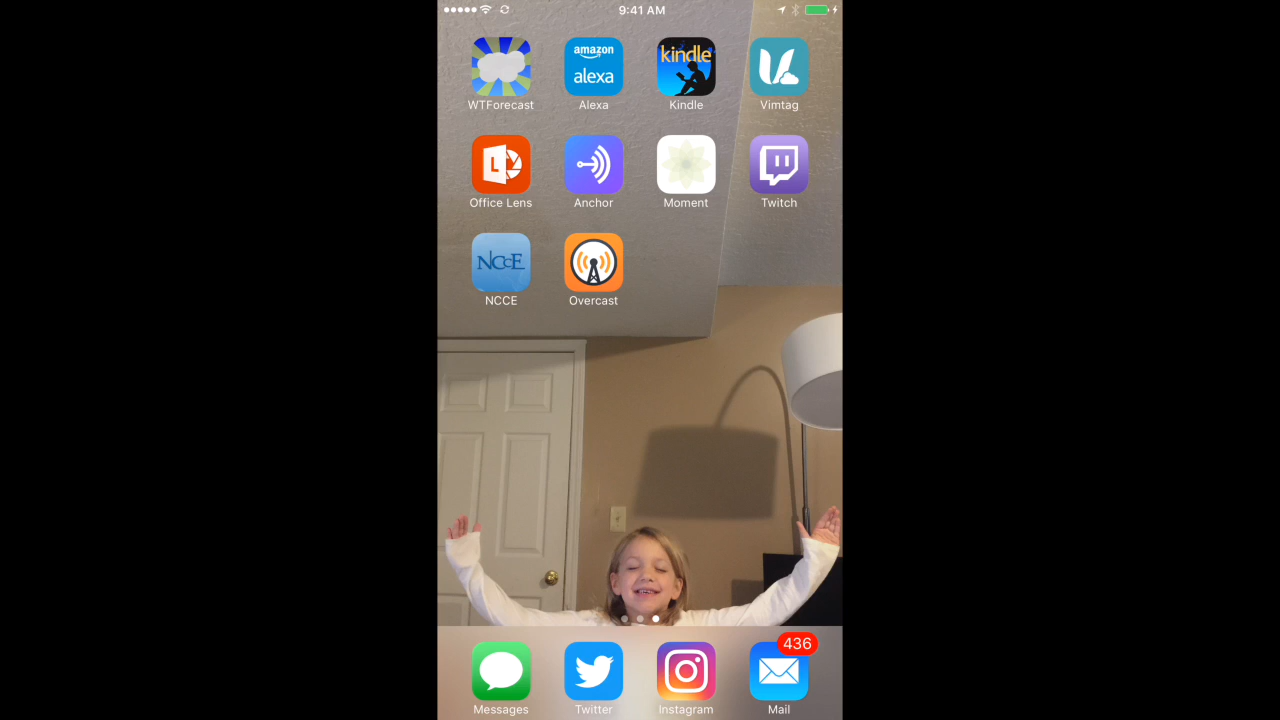 9:41 AM
amazon
alexa
kindle
WTForecast Alexa Kindle Vimtag
L
Office Lens Anchor Moment Twitch
NCCE
NCCE Overcast
436
Messages Twitter Instagram Mail